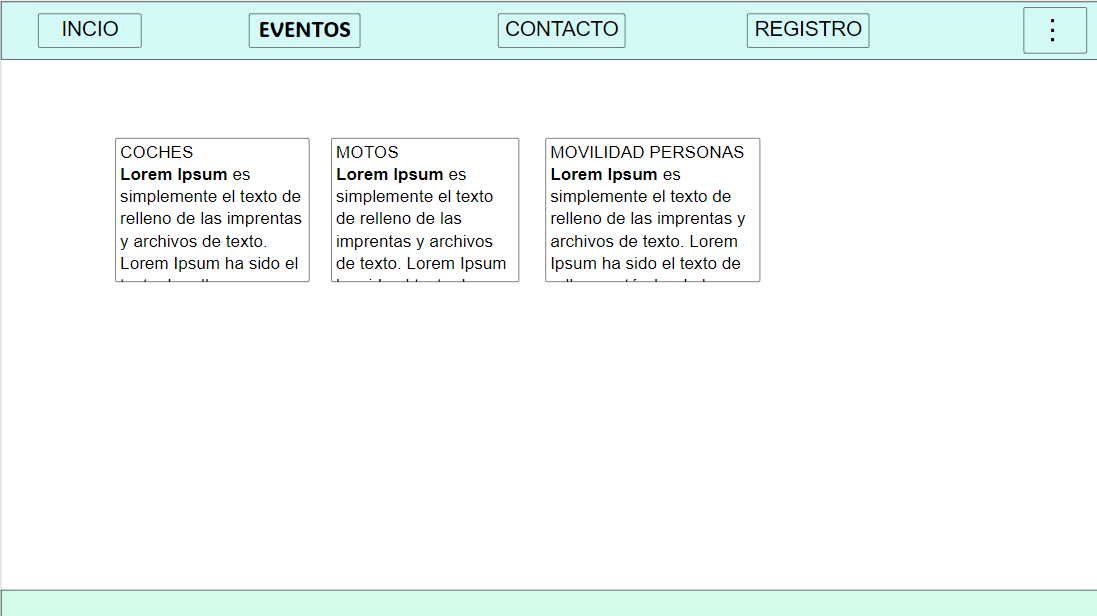 INCIO EVENTOS CONTACTO REGISTRO ⋮
COCHES
Lorem Ipsum es
simplemente el texto de
relleno de las imprentas
y archivos de texto.
Lorem Ipsum ha sido el
MOTOS
Lorem Ipsum es
simplemente el texto
de relleno de las
imprentas y archivos
de texto. Lorem Ipsum
MOVILIDAD PERSONAS
Lorem Ipsum es
simplemente el texto de
relleno de las imprentas y
archivos de texto. Lorem
Ipsum ha sido el texto de